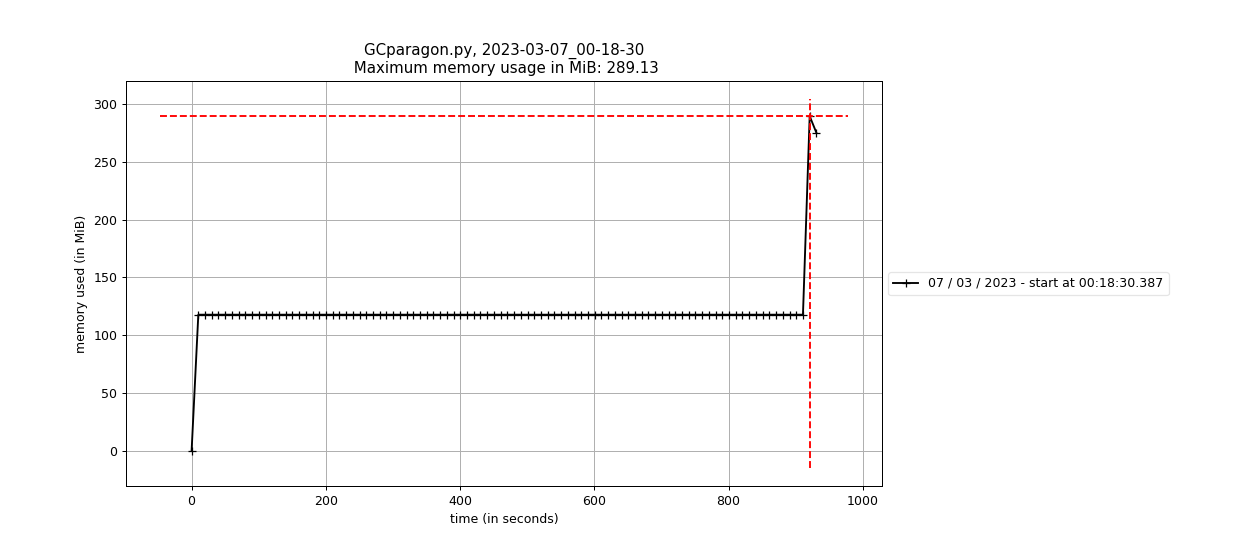 GCparagon.py, 2023-03-07_00-18-30
Maximum memory usage in MiB: 289.13
300
250
200
150
100
50
0
memory used (in MiB)
0 200 400 600 800 1000
time (in seconds)
07 / 03 / 2023 - start at 00:18:30.387